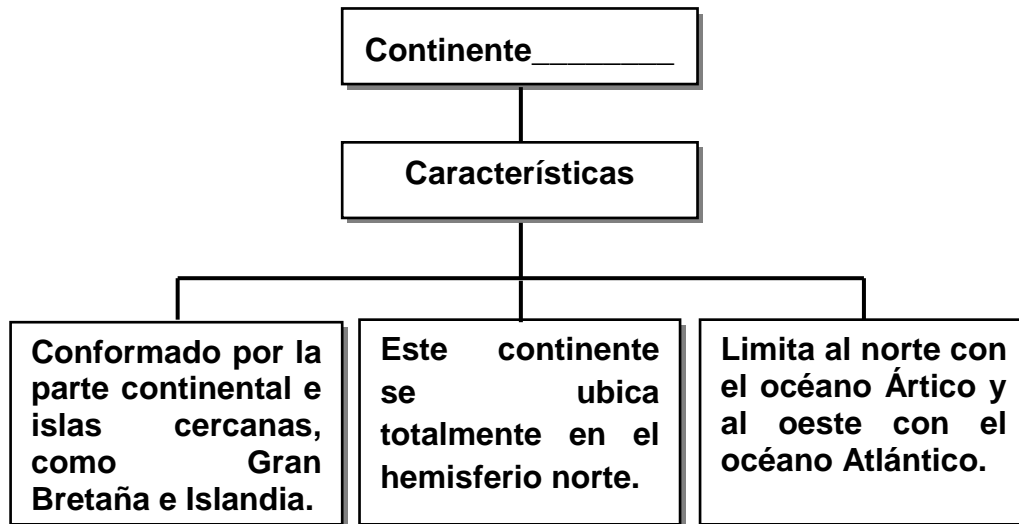 Continente________
Características
Conformado por la
parte continental e
islas cercanas,
como Gran
Bretaña e Islandia.
Este continente
se ubica
totalmente en el
hemisferio norte.
Limita al norte con
el océano Ártico y
al oeste con el
océano Atlántico.